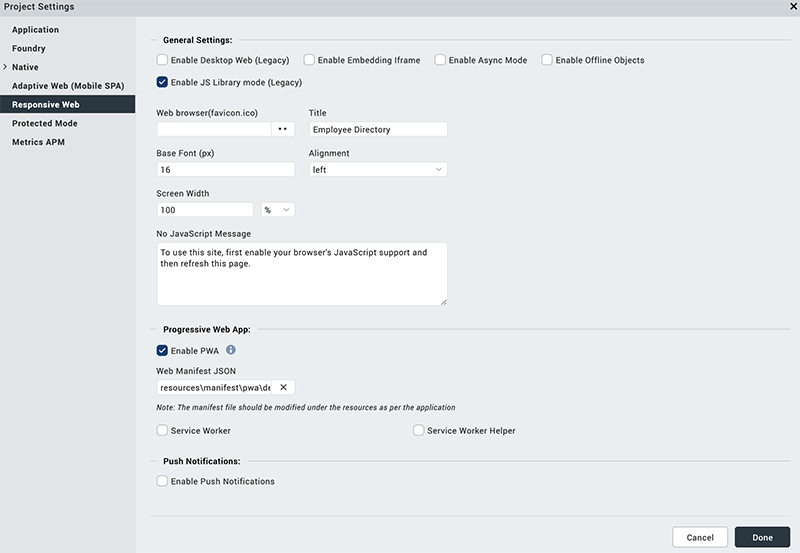 Project Settings
Application
Foundry
Native
Adaptive Web (Mobile SPA)
Responsive Web
Protected Mode
Metrics APM
General Settings:
Enable Desktop Web (Legacy) Enable Embedding Iframe Enable Async Mode Enable Offline Objects
Enable JS Library mode (Legacy)
Web browser(favicon.ico) Title
Employee Directory
Base Font (px) Alignment
16 left
Screen Width
100 %
No JavaScript Message
To use this site, first enable your browser's JavaScript support and
then refresh this page.
Progressive Web App:
Enable PWA
Web Manifest JSON
resources\manifest\pwa\de
Note: The manifest file should be modified under the resources as per the application
Service Worker Service Worker Helper
Push Notifications:
Enable Push Notifications
Cancel Done